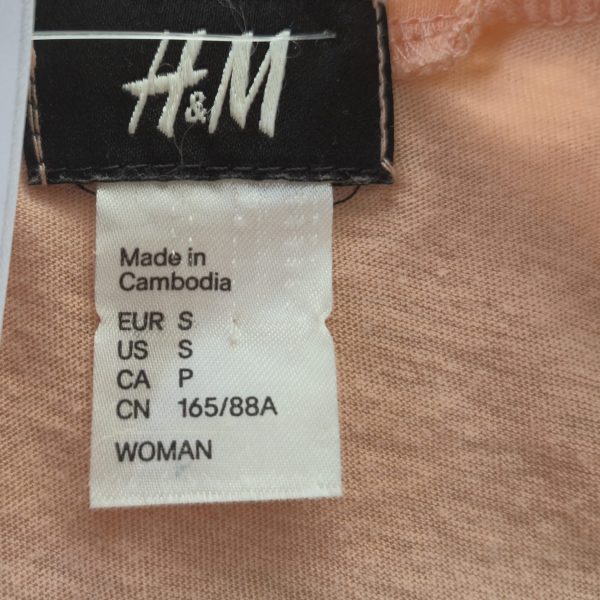 H&M
Made in
Cambodia
EUR S
US S
CA P
CN 165/88A
WOMAN